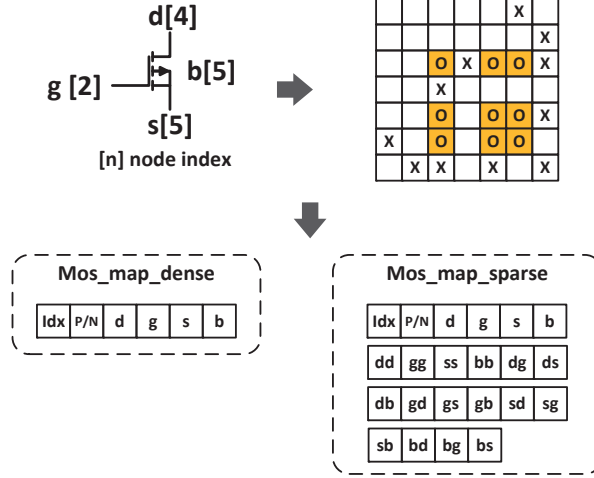 d[4]
g [2]
b[5]
s[5]
[n] node index
X
X
O X O O X
X
O O O X
X O O O
X X X X
Mos_map_dense
Idx P/N d g s b
Mos_map_sparse
Idx P/N d g s b
dd gg ss bb dg ds
db gd gs gb sd sg
sb bd bg bs